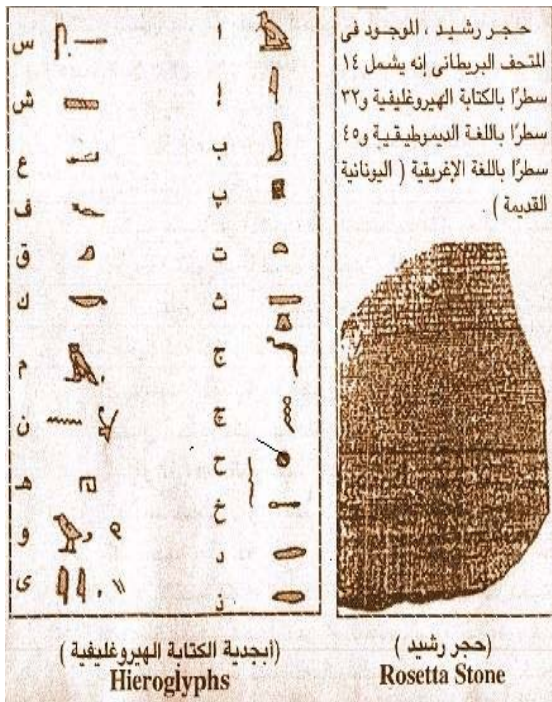 حجر رشيد ، الموجود فى
المتحف البريطانى إنه يشمل ١٤
سطرًا بالكتابة الهيروغليفية و٣٢
سطرًا باللغة الديموطيقية و٤٥
سطرًا باللغة الإغريقية ( اليونانية
القديمة ) .
(حجر رشيد )
Rosetta Stone
ا
إ
ب
پ
ت
ث
ج
چ
ح
خ
د
ذ
س
ش
ع
ف
ق
ك
م
ن
هـ
و
ى
(أبجدية الكتابة الهيروغليفية )
Hieroglyphs